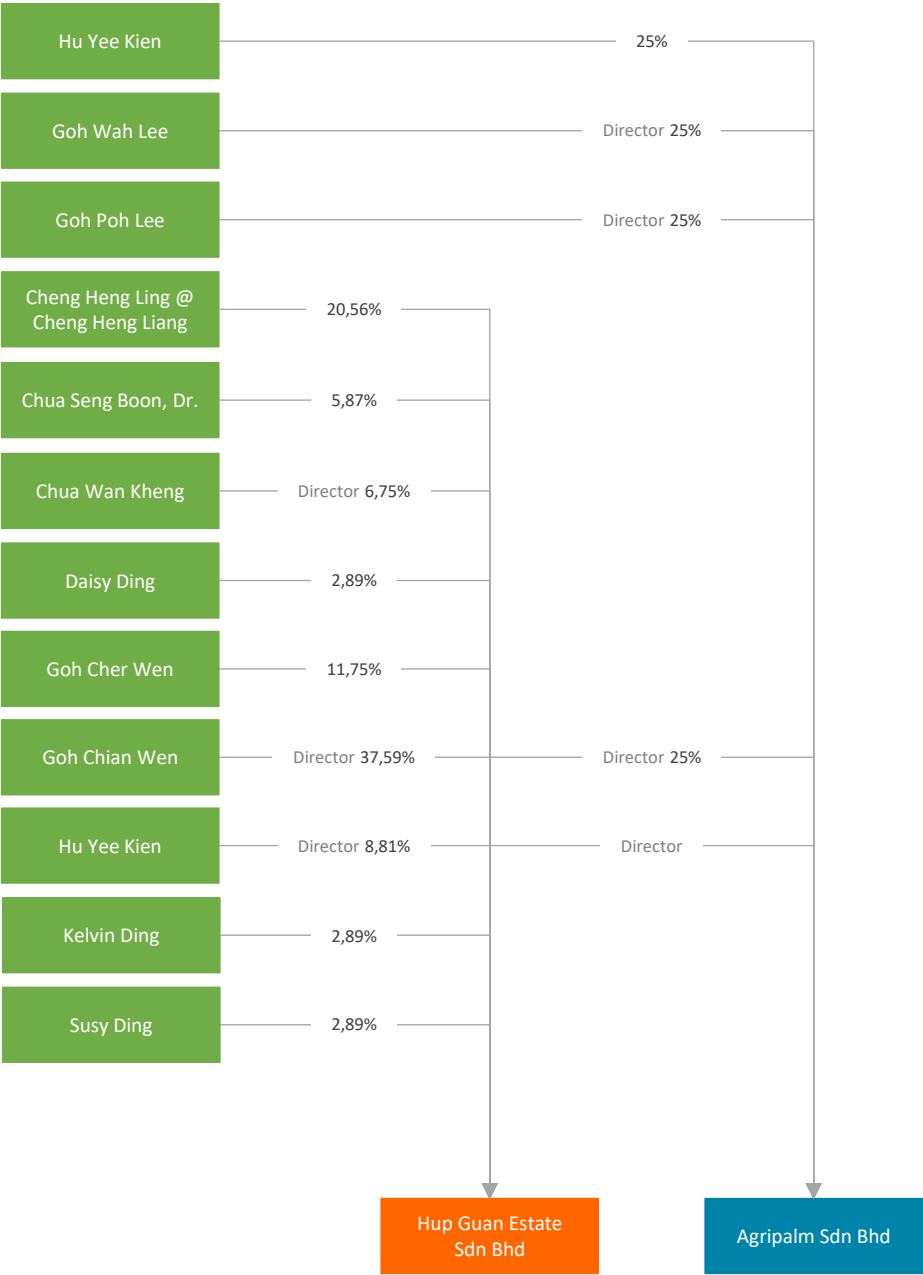 Hu Yee Kien
25%
Goh Wah Lee
Director 25%
Goh Poh Lee
Director 25%
Cheng Heng Ling @
Cheng Heng Liang
20,56%
Chua Seng Boon, Dr.
5,87%
Chua Wan Kheng
Director 6,75%
Daisy Ding
2,89%
Goh Cher Wen
11,75%
Goh Chian Wen
Director 37,59%
Director 25%
Hu Yee Kien
Director 8,81%
Director
Kelvin Ding
2,89%
Susy Ding
2,89%
Hup Guan Estate
Sdn Bhd
Agripalm Sdn Bhd